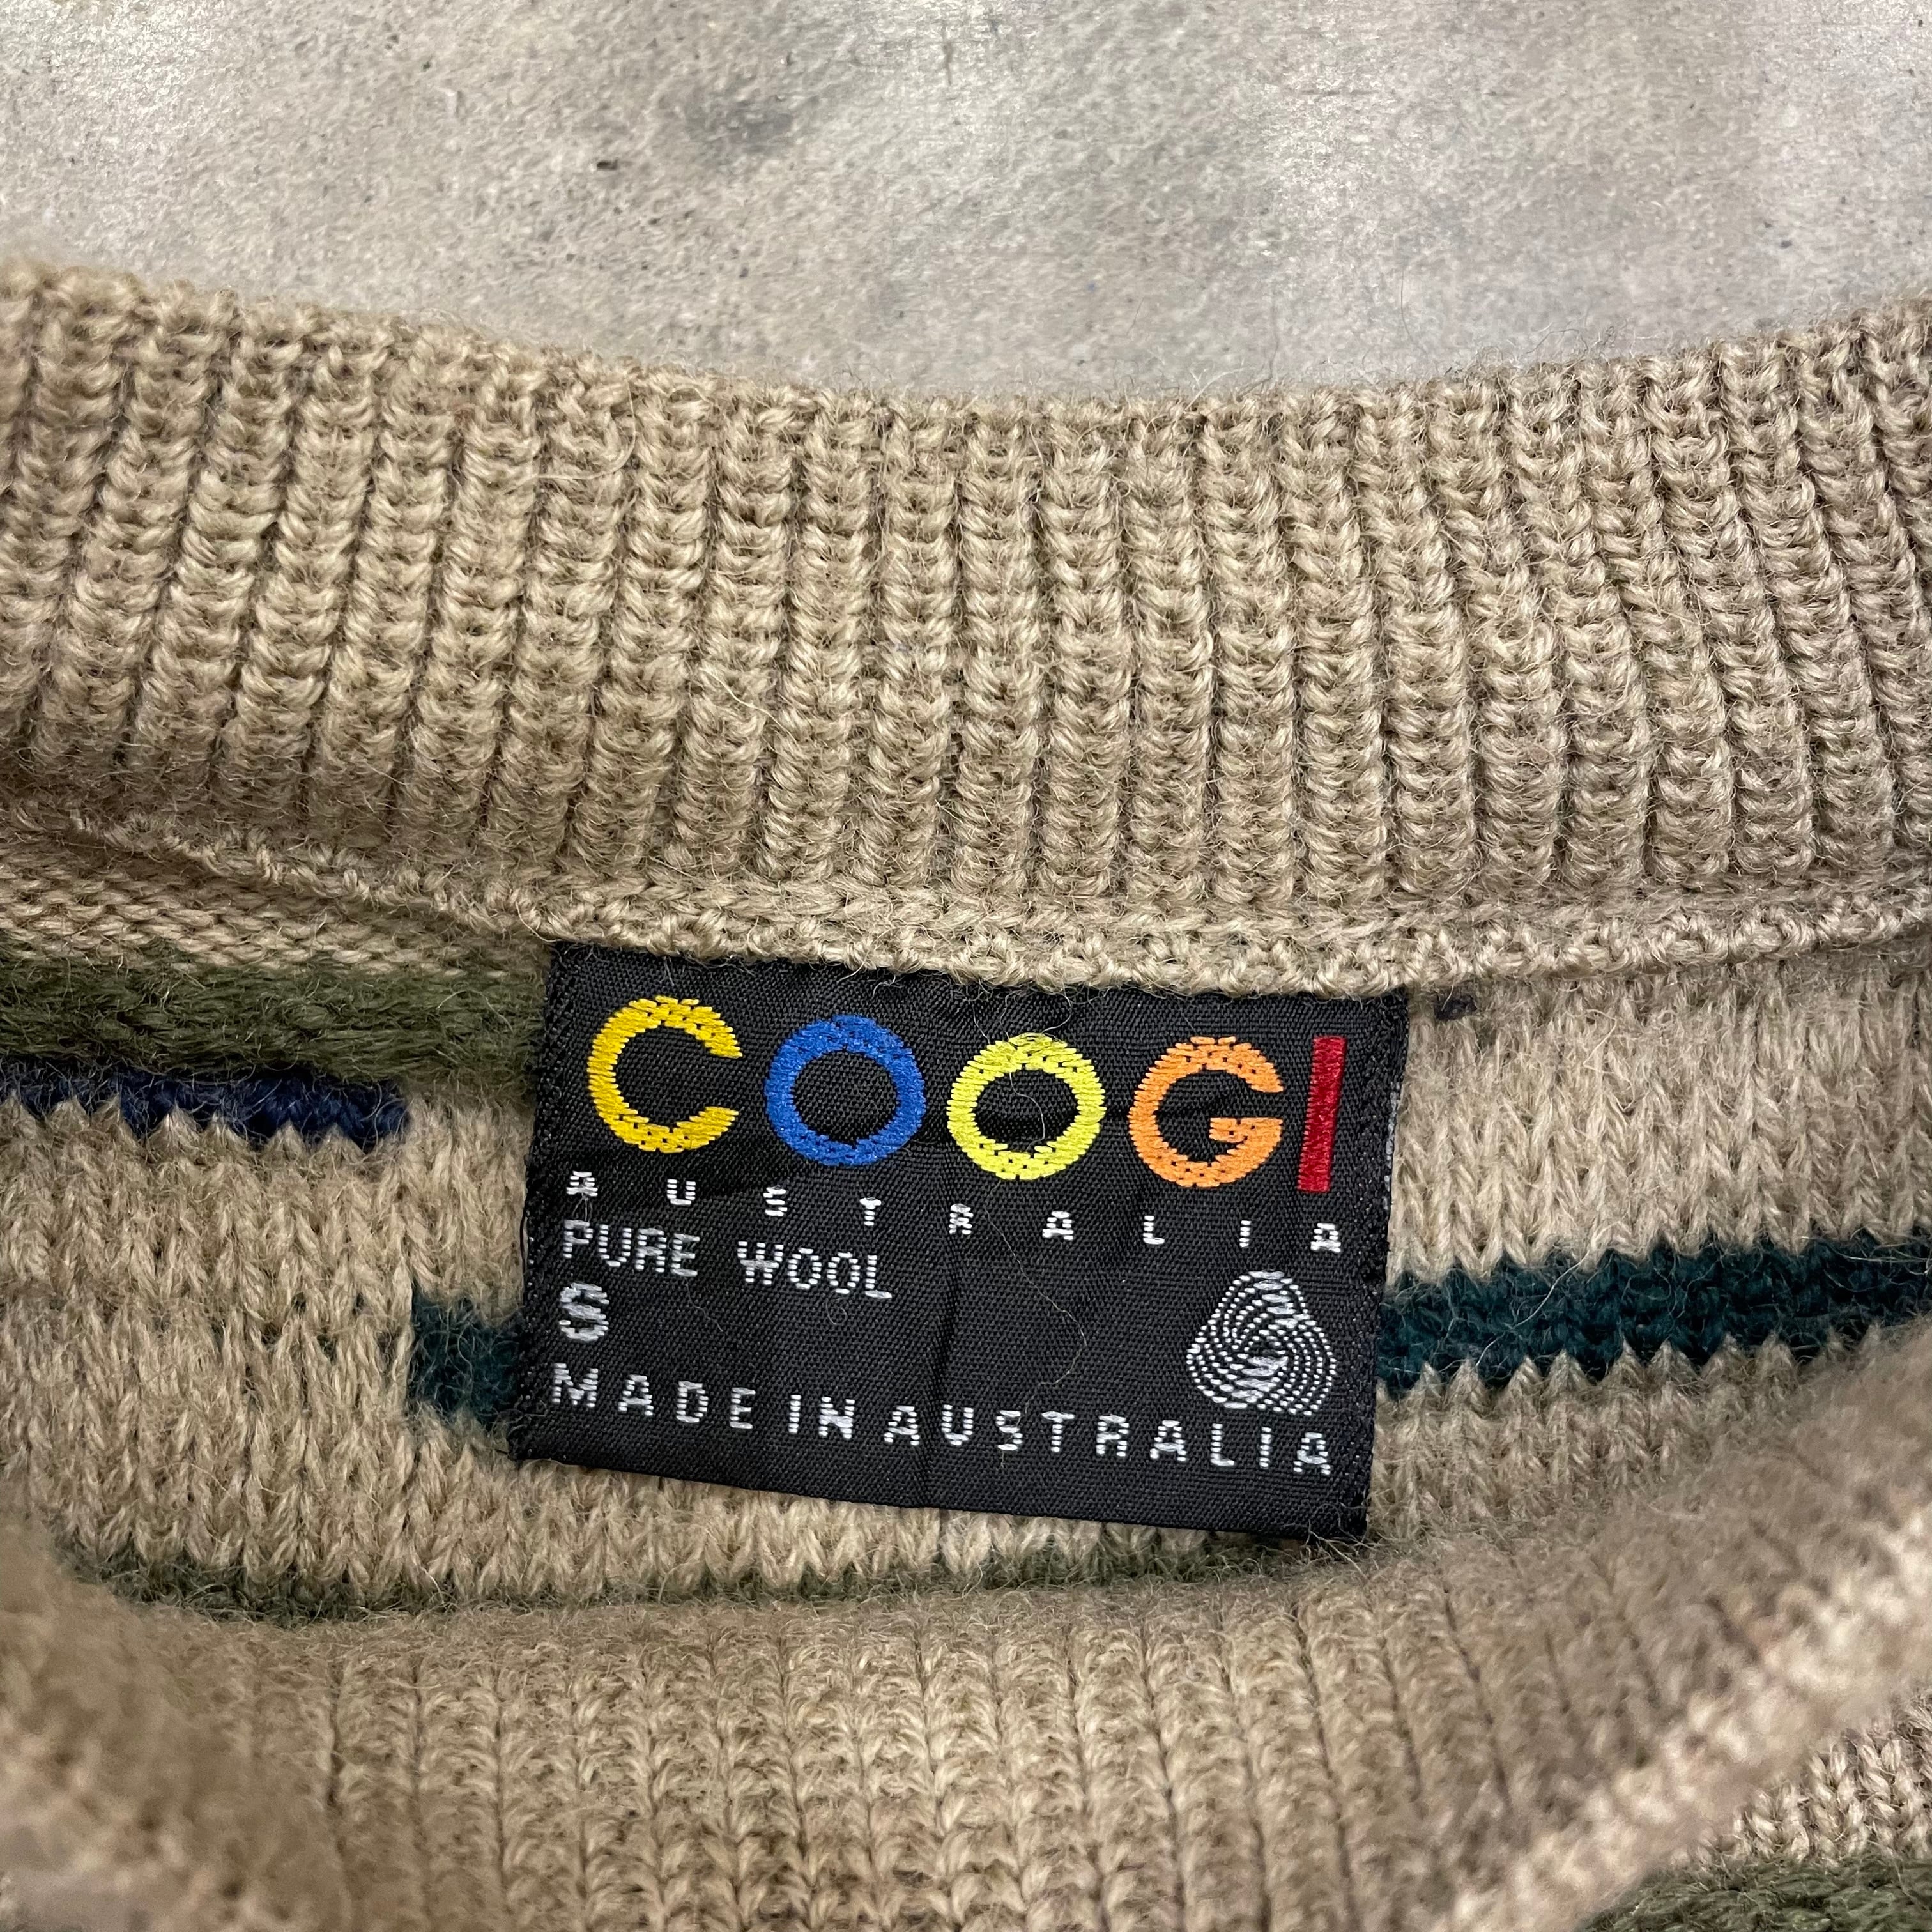 COOGI
AUSTRALIA
PURE WOOL
S
MADE IN AUSTRALIA